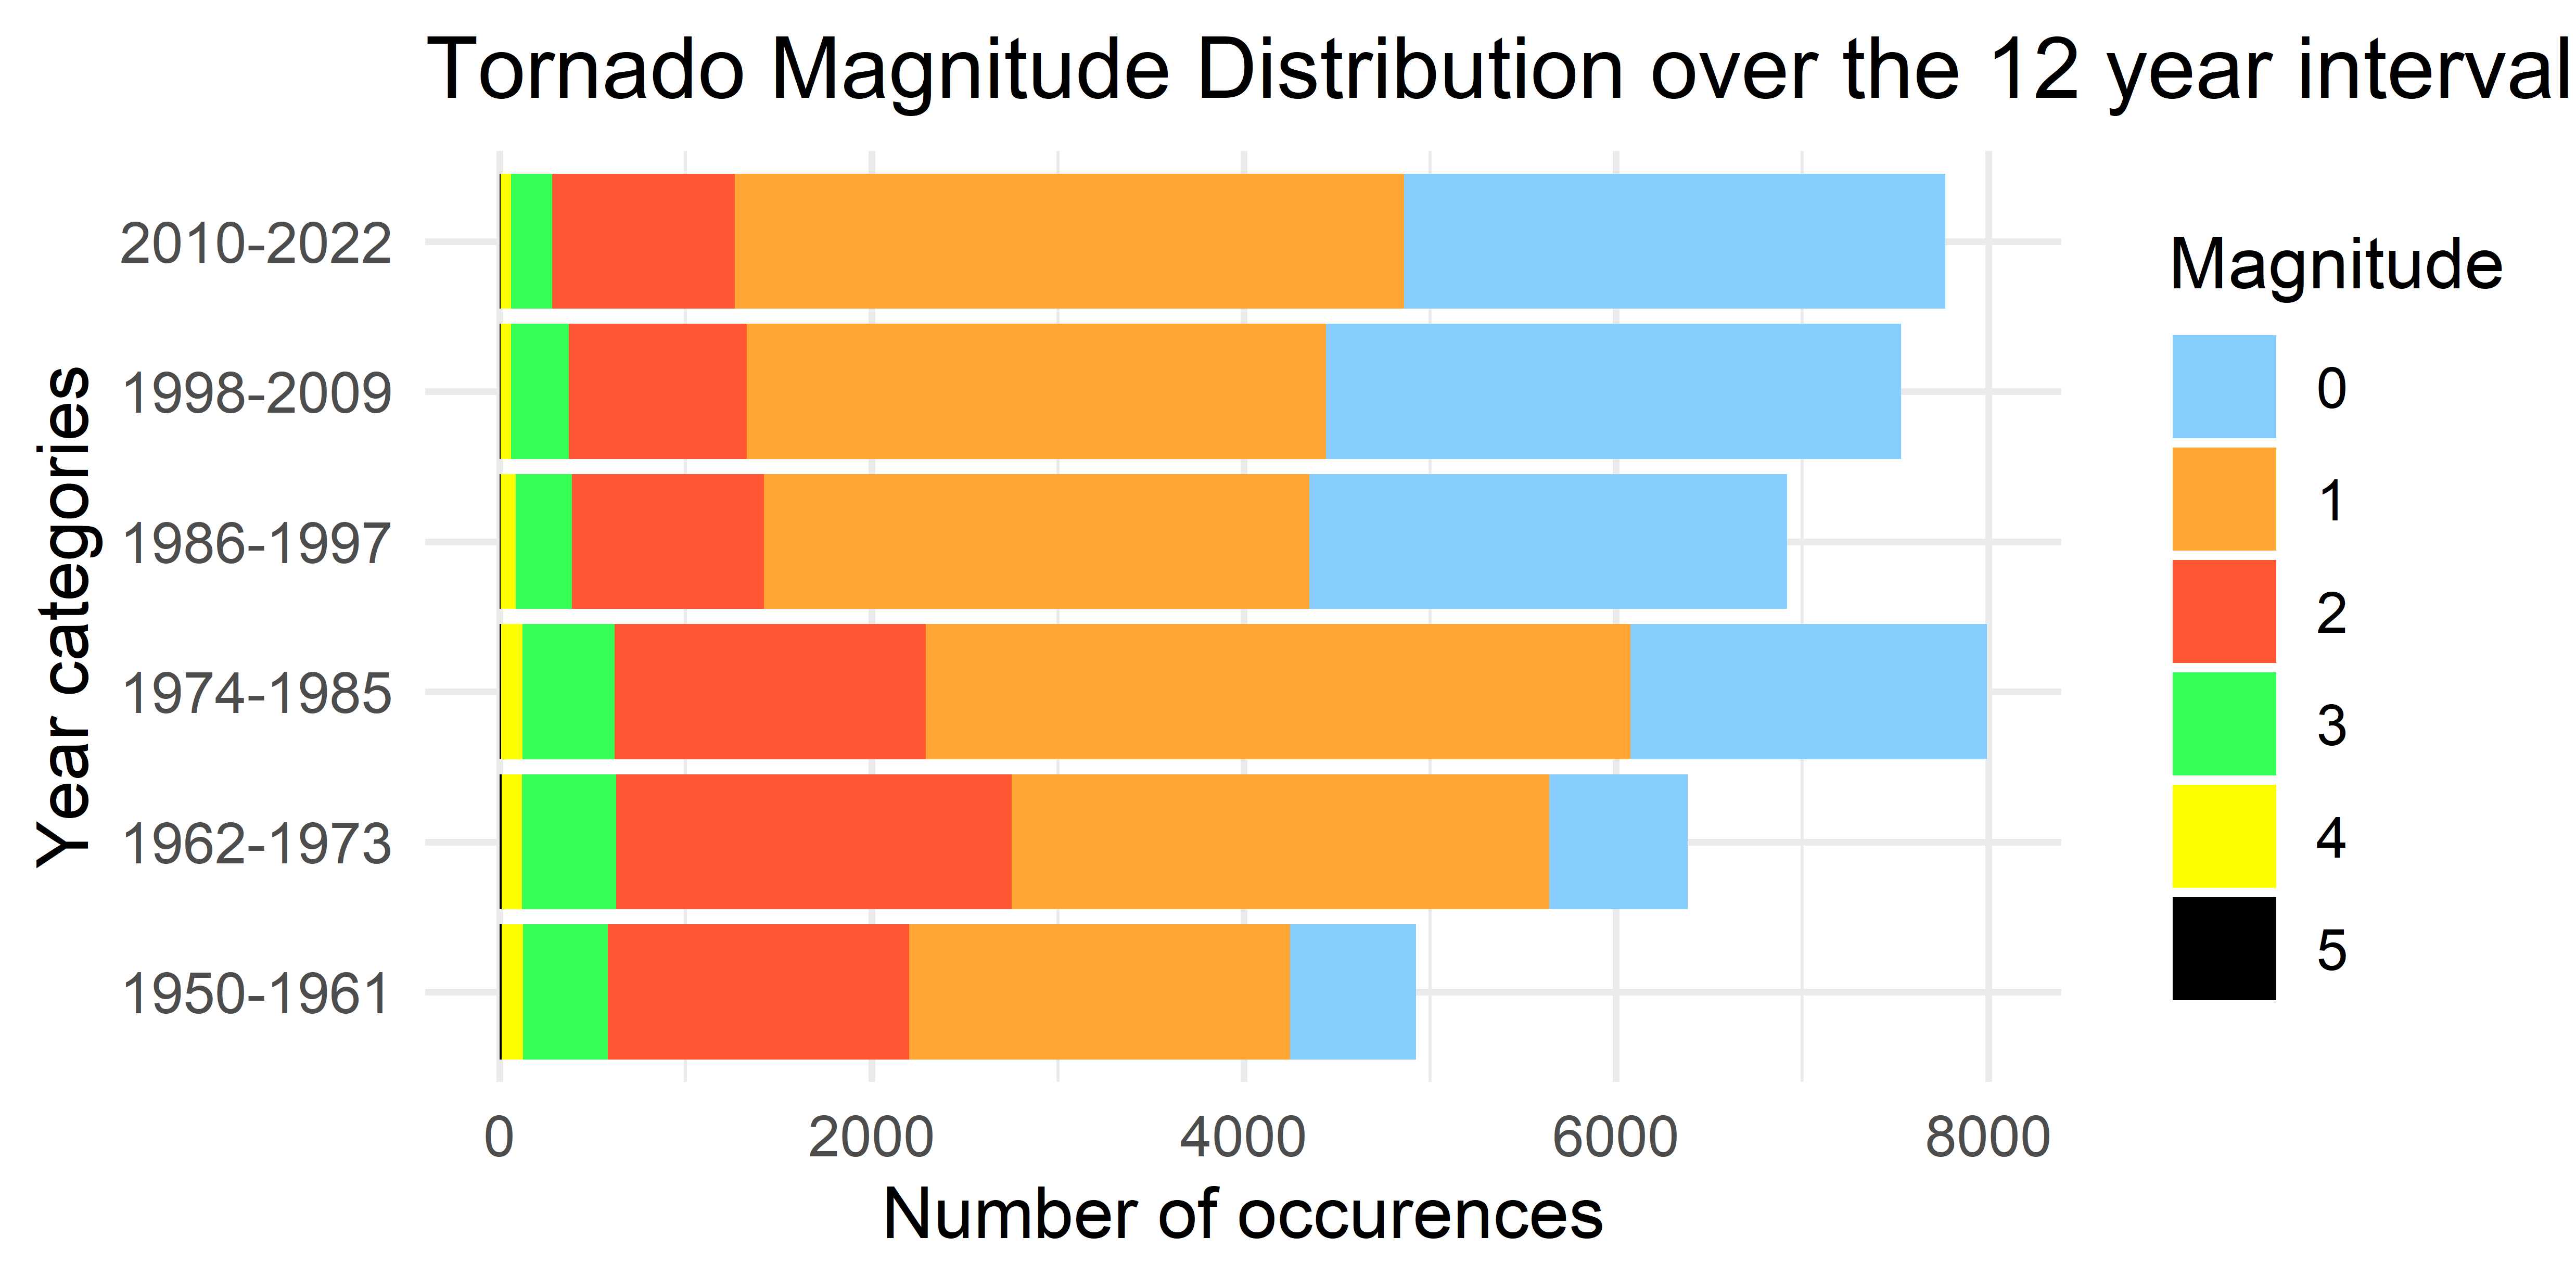 Tornado Magnitude Distribution over the 12 year interval
Year categories
2010-2022
1998-2009
1986-1997
1974-1985
1962-1973
1950-1961
0 2000 4000 6000 8000
Number of occurences
Magnitude
0
1
2
3
4
5